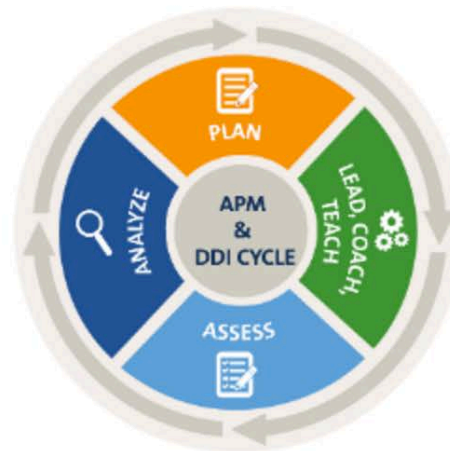 PLAN
LEAD, COACH,
TEACH
ASSESS
ANALYZE
APM
&
DDI CYCLE